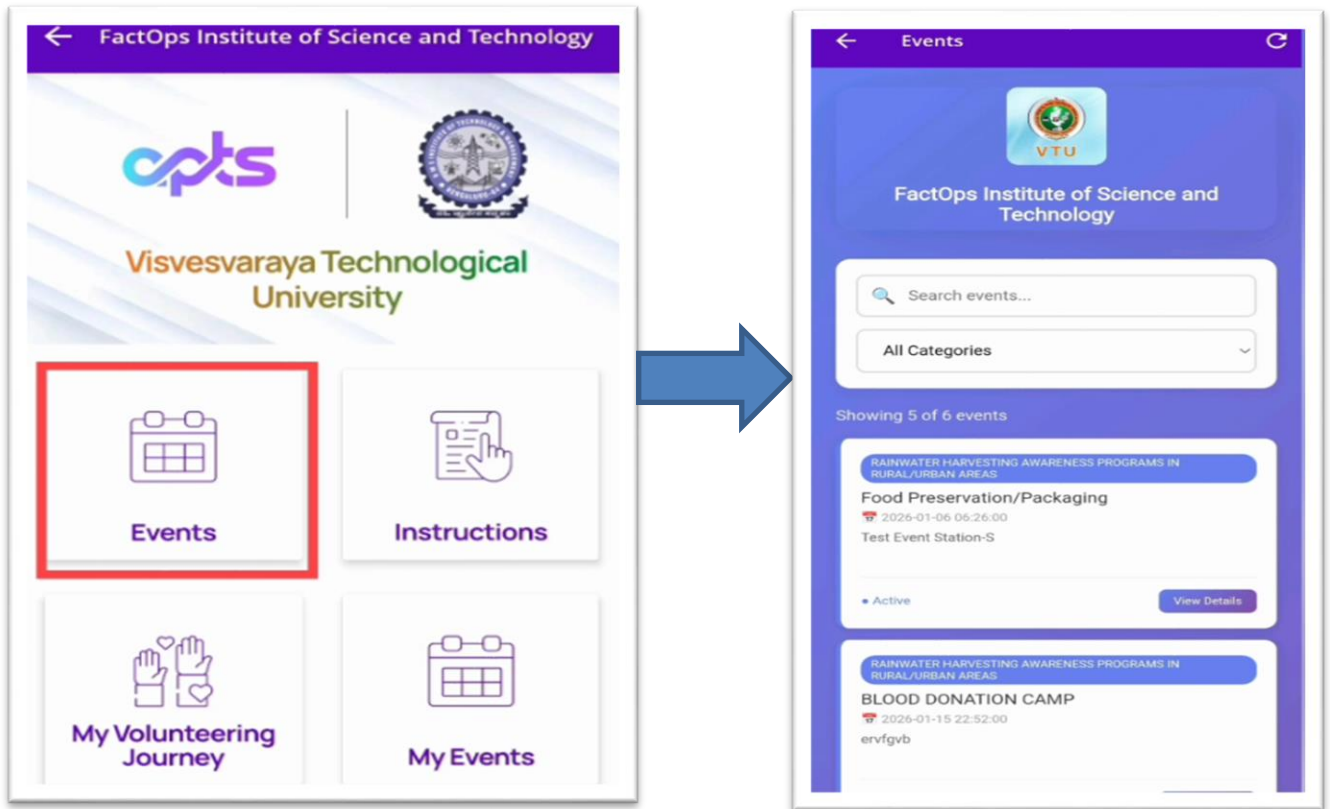 FactOps Institute of Science and Technology
opts
Visvesvaraya Technological
University
Events
Instructions
My Volunteering
Journey
My Events
Events
VTU
FactOps Institute of Science and
Technology
Search events...
All Categories
Showing 5 of 6 events
RAINWATER HARVESTING AWARENESS PROGRAMS IN
RURAL/URBAN AREAS
Food Preservation/Packaging
2026-01-06 06:26:00
Test Event Station-S
• Active
View Details
RAINWATER HARVESTING AWARENESS PROGRAMS IN
RURAL/URBAN AREAS
BLOOD DONATION CAMP
2026-01-15 22:52:00
ervfgvb